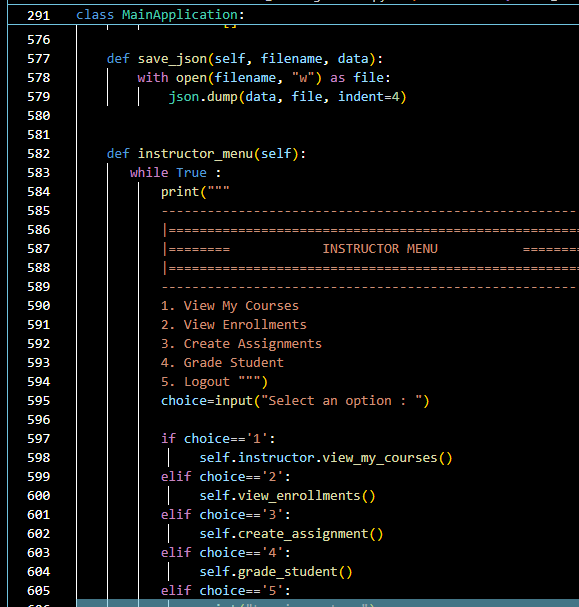 291 class MainApplication:
576
577 def save_json(self, filename, data):
578 with open(filename, "w") as file:
579 json.dump(data, file, indent=4)
580
581
582 def instructor_menu(self):
583 while True :
584 print("""
585 ------------------------------------------------------
586 |=====================================================
587 |======== INSTRUCTOR MENU =======
588 |=====================================================
589 ------------------------------------------------------
590 1. View My Courses
591 2. View Enrollments
592 3. Create Assignments
593 4. Grade Student
594 5. Logout """)
595 choice=input("Select an option : ")
596
597 if choice=='1':
598 self.instructor.view_my_courses()
599 elif choice=='2':
600 self.view_enrollments()
601 elif choice=='3':
602 self.create_assignment()
603 elif choice=='4':
604 self.grade_student()
605 elif choice=='5':